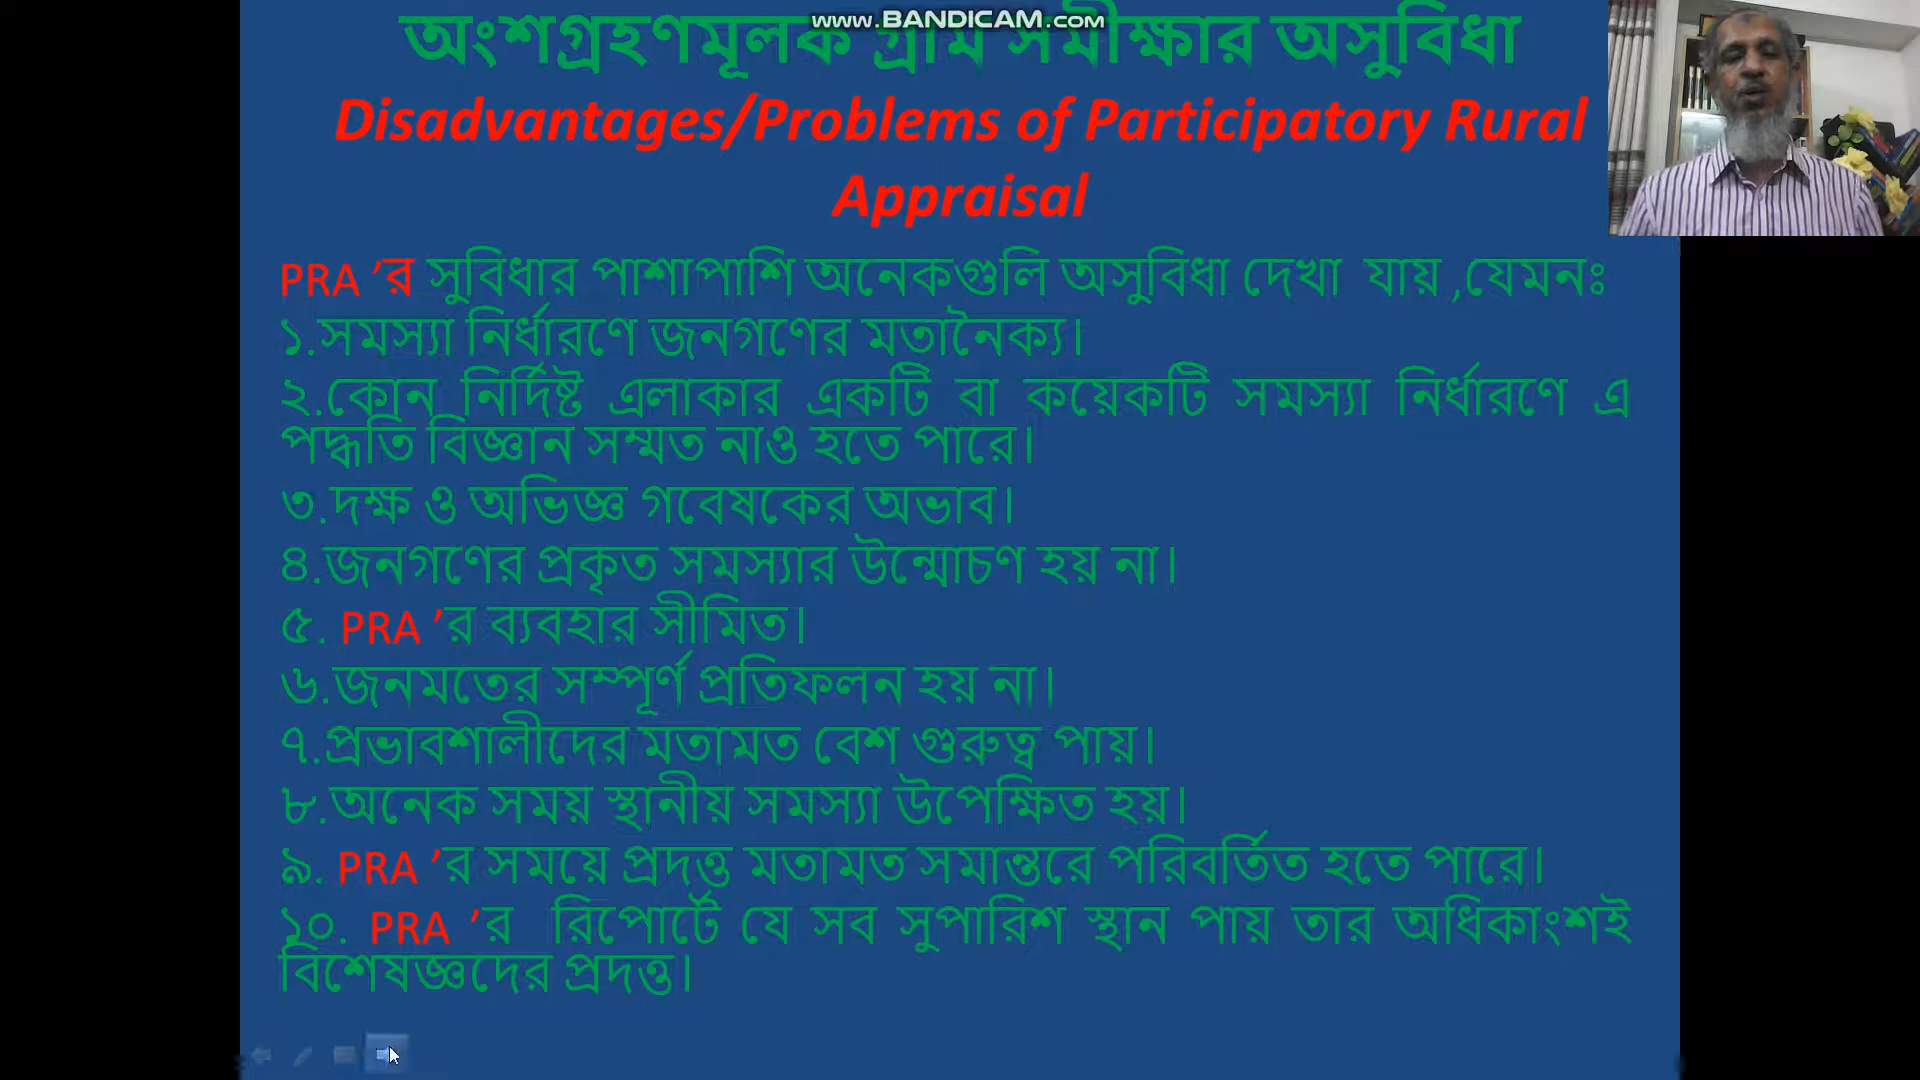 www.BANDICAM.com
অংশগ্রহণমূলক গ্রাম সমীক্ষার অসুবিধা
Disadvantages/Problems of Participatory Rural
Appraisal
PRA ’র সুবিধার পাশাপাশি অনেকগুলি অসুবিধা দেখা যায় ,যেমনঃ
১.সমস্যা নির্ধারণে জনগণের মতানৈক্য।
২.কোন নির্দিষ্ট এলাকার একটি বা কয়েকটি সমস্যা নির্ধারণে এ
পদ্ধতি বিজ্ঞান সম্মত নাও হতে পারে।
৩.দক্ষ ও অভিজ্ঞ গবেষকের অভাব।
৪.জনগণের প্রকৃত সমস্যার উন্মোচণ হয় না।
৫. PRA ’র ব্যবহার সীমিত।
৬.জনমতের সম্পূর্ণ প্রতিফলন হয় না।
৭.প্রভাবশালীদের মতামত বেশ গুরুত্ব পায়।
৮.অনেক সময় স্থানীয় সমস্যা উপেক্ষিত হয়।
৯. PRA ’র সময়ে প্রদত্ত মতামত সমান্তরে পরিবর্তিত হতে পারে।
১০. PRA ’র রিপোর্টে যে সব সুপারিশ স্থান পায় তার অধিকাংশই
বিশেষজ্ঞদের প্রদত্ত।